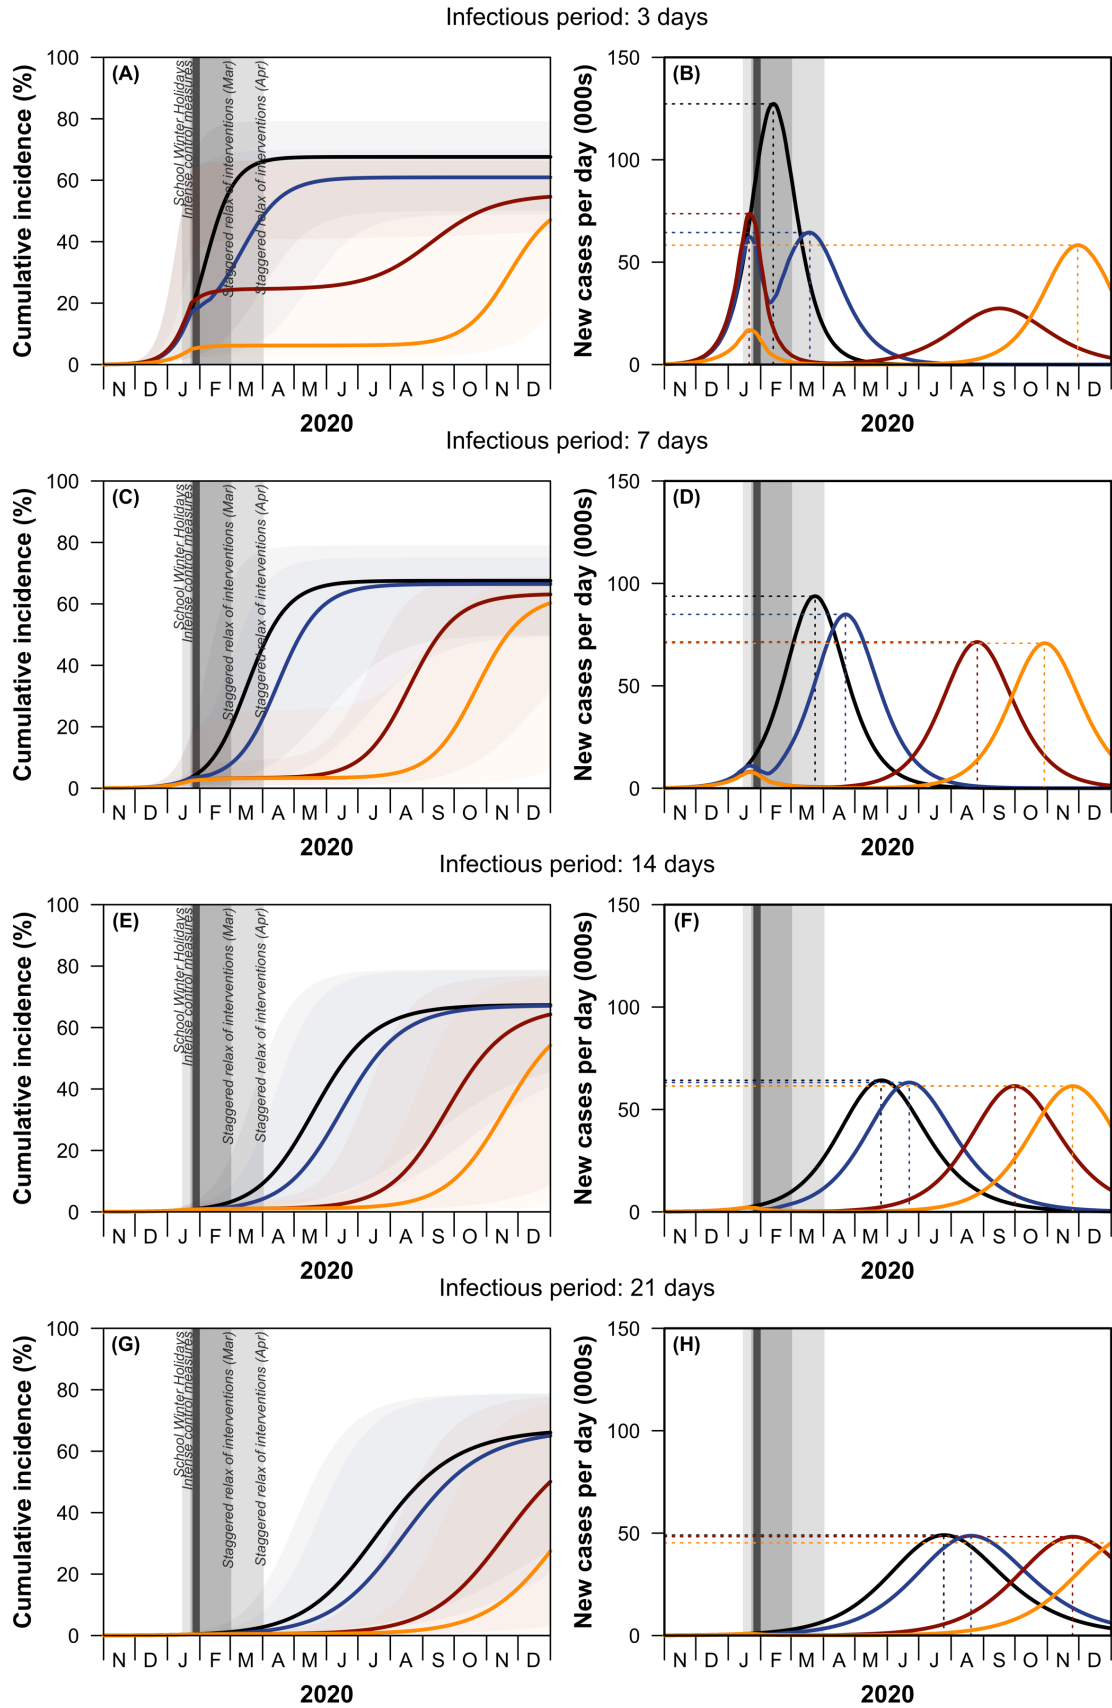 Infectious period: 3 days
Cumulative incidence (%)
100
80
60
40
20
0
(A)
School Winter Holidays
Intense control measures
Staggered relax of interventions (Mar)
Staggered relax of interventions (Apr)
N D J F M A M J J A S O N D
2020
New cases per day (000s)
150
100
50
0
(B)
N D J F M A M J J A S O N D
2020
Infectious period: 7 days
Cumulative incidence (%)
100
80
60
40
20
0
(C)
School Winter Holidays
Intense control measures
Staggered relax of interventions (Mar)
Staggered relax of interventions (Apr)
N D J F M A M J J A S O N D
2020
New cases per day (000s)
150
100
50
0
(D)
N D J F M A M J J A S O N D
2020
Infectious period: 14 days
Cumulative incidence (%)
100
80
60
40
20
0
(E)
School Winter Holidays
Intense control measures
Staggered relax of interventions (Mar)
Staggered relax of interventions (Apr)
N D J F M A M J J A S O N D
2020
New cases per day (000s)
150
100
50
0
(F)
N D J F M A M J J A S O N D
2020
Infectious period: 21 days
Cumulative incidence (%)
100
80
60
40
20
0
(G)
School Winter Holidays
Intense control measures
Staggered relax of interventions (Mar)
Staggered relax of interventions (Apr)
N D J F M A M J J A S O N D
2020
New cases per day (000s)
150
100
50
0
(H)
N D J F M A M J J A S O N D
2020